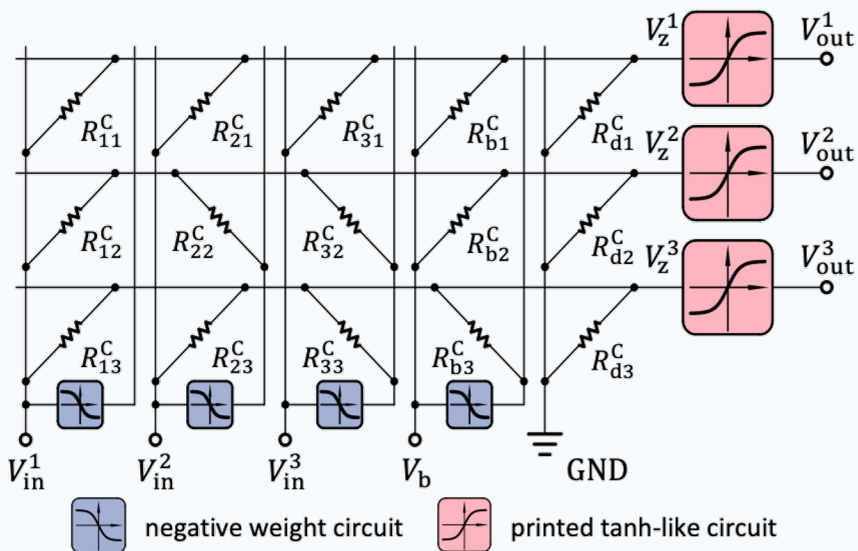 V_z^1 V_out^1
R_11^C R_21^C R_31^C R_b1^C R_d1^C
V_z^2 V_out^2
R_12^C R_22^C R_32^C R_b2^C R_d2^C
V_z^3 V_out^3
R_13^C R_23^C R_33^C R_b3^C R_d3^C
V_in^1 V_in^2 V_in^3 V_b GND
negative weight circuit printed tanh-like circuit